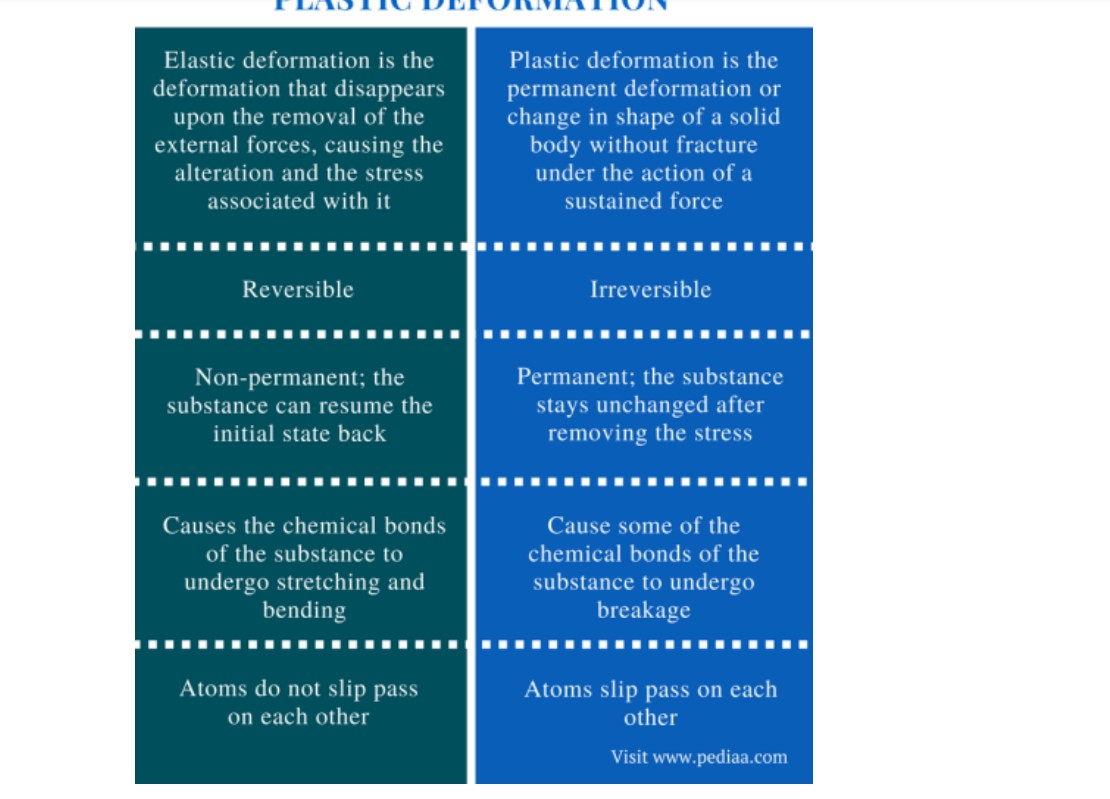 PLASTIC DEFORMATION
Elastic deformation is the
deformation that disappears
upon the removal of the
external forces, causing the
alteration and the stress
associated with it
Plastic deformation is the
permanent deformation or
change in shape of a solid
body without fracture
under the action of a
sustained force
Reversible
Irreversible
Non-permanent; the
substance can resume the
initial state back
Permanent; the substance
stays unchanged after
removing the stress
Causes the chemical bonds
of the substance to
undergo stretching and
bending
Cause some of the
chemical bonds of the
substance to undergo
breakage
Atoms do not slip pass
on each other
Atoms slip pass on each
other
Visit www.pediaa.com